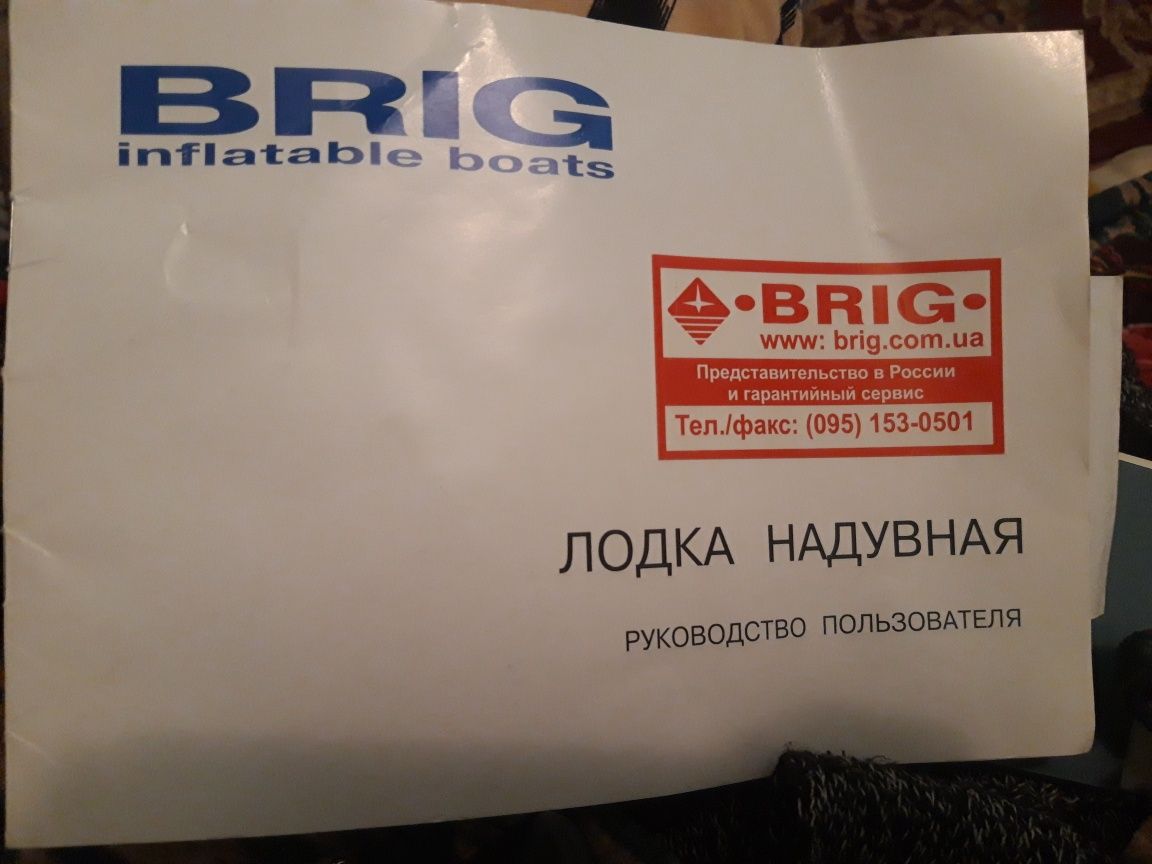 BRIG
inflatable boats
•BRIG•
www: brig.com.ua
Представительство в России
и гарантийный сервис
Тел./факс: (095) 153-0501
ЛОДКА НАДУВНАЯ
РУКОВОДСТВО ПОЛЬЗОВАТЕЛЯ